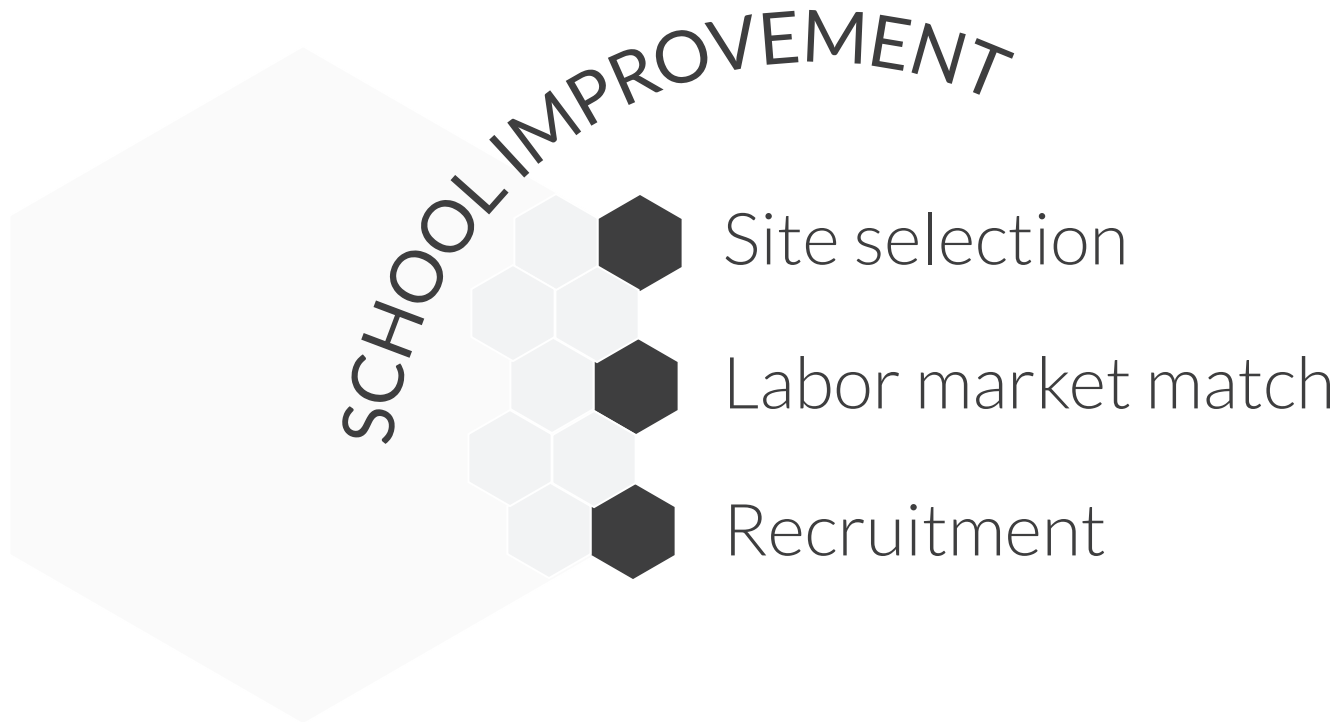 SCHOOL IMPROVEMENT
Site selection
Labor market match
Recruitment